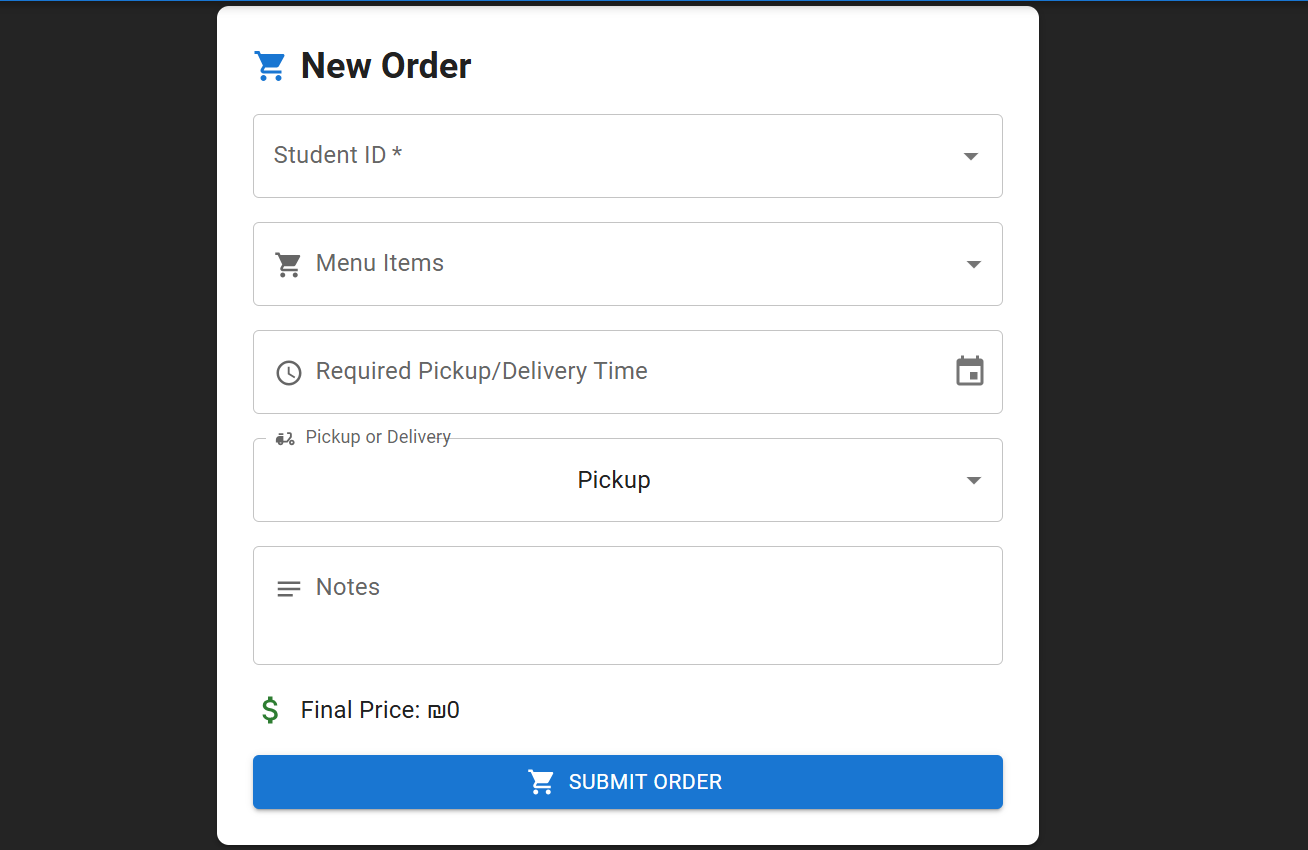 New Order
Student ID *
Menu Items
Required Pickup/Delivery Time
Pickup or Delivery
Pickup
Notes
$ Final Price: ₪0
SUBMIT ORDER